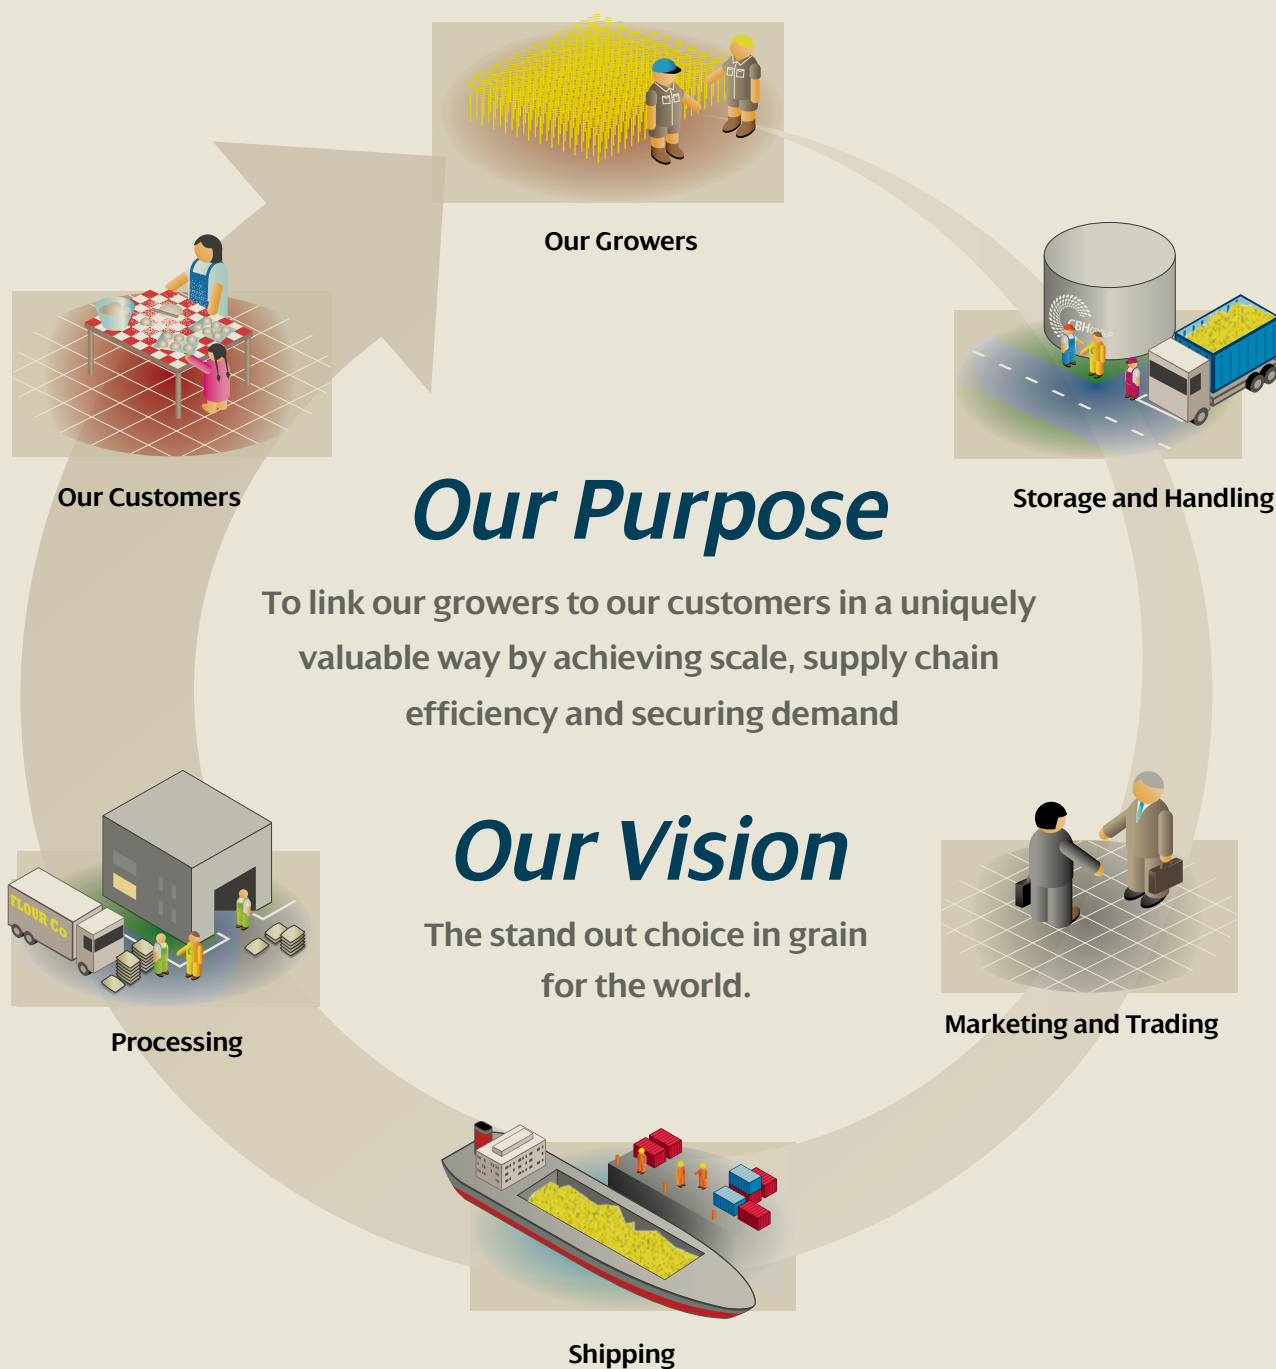 Our Growers
CBH GROUP
Our Customers
Storage and Handling
Our Purpose
To link our growers to our customers in a uniquely
valuable way by achieving scale, supply chain
efficiency and securing demand
Our Vision
The stand out choice in grain
for the world.
FLOUR Co
Processing
Marketing and Trading
Shipping